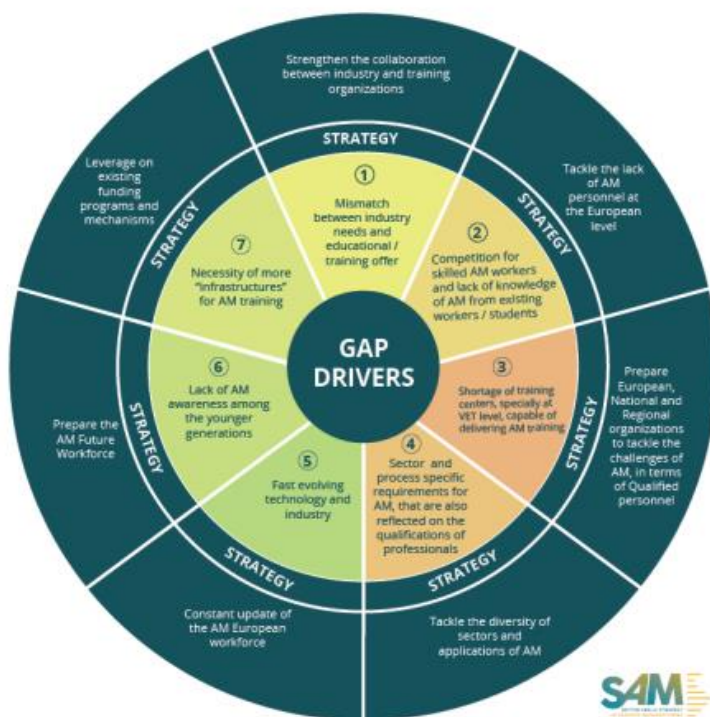 Strengthen the collaboration
between industry and training
organizations
STRATEGY
①
Mismatch
between industry
needs and
educational /
training offer
Tackle the lack
of AM
personnel at
the European
level
STRATEGY
②
Competition for
skilled AM workers
and lack of knowledge
of AM from existing
workers / students
Prepare
European,
National and
Regional
organizations
to tackle the
challenges of
AM, in terms
of Qualified
personnel
STRATEGY
③
Shortage of training
centers, specially at
VET level, capable of
delivering AM training
Tackle the diversity of
sectors and
applications of AM
STRATEGY
④
Sector and
process specific
requirements for
AM, that are also
reflected on the
qualifications of
professionals
Constant update of
the AM European
workforce
STRATEGY
⑤
Fast evolving
technology and
industry
Prepare the
AM Future
Workforce
STRATEGY
⑥
Lack of AM
awareness among
the younger
generations
Leverage on
existing
funding
programs and
mechanisms
STRATEGY
⑦
Necessity of more
"infrastructures"
for AM training
GAP
DRIVERS
SAM